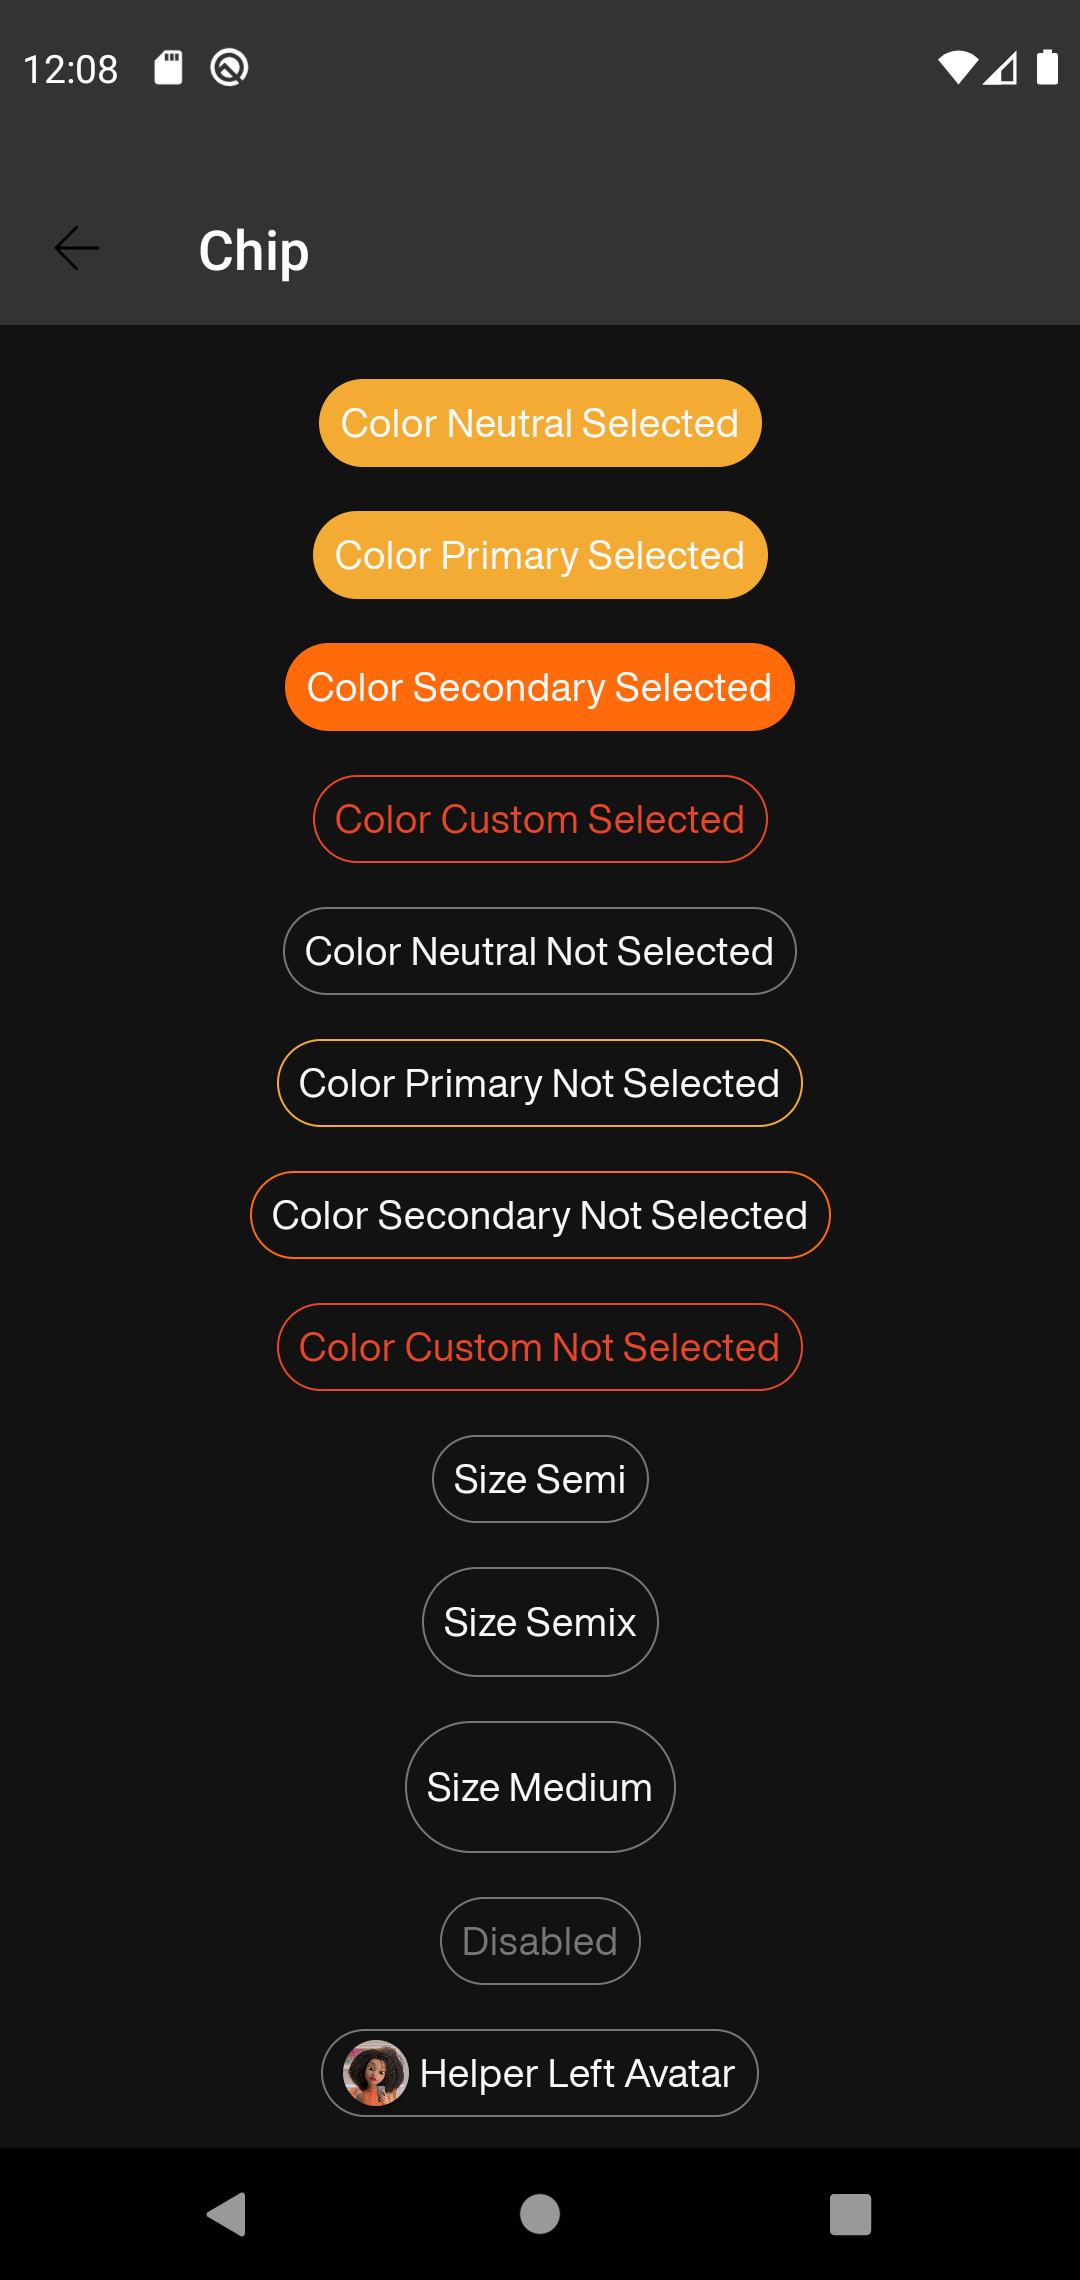 12:08
Chip
Color Neutral Selected
Color Primary Selected
Color Secondary Selected
Color Custom Selected
Color Neutral Not Selected
Color Primary Not Selected
Color Secondary Not Selected
Color Custom Not Selected
Size Semi
Size Semix
Size Medium
Disabled
Helper Left Avatar